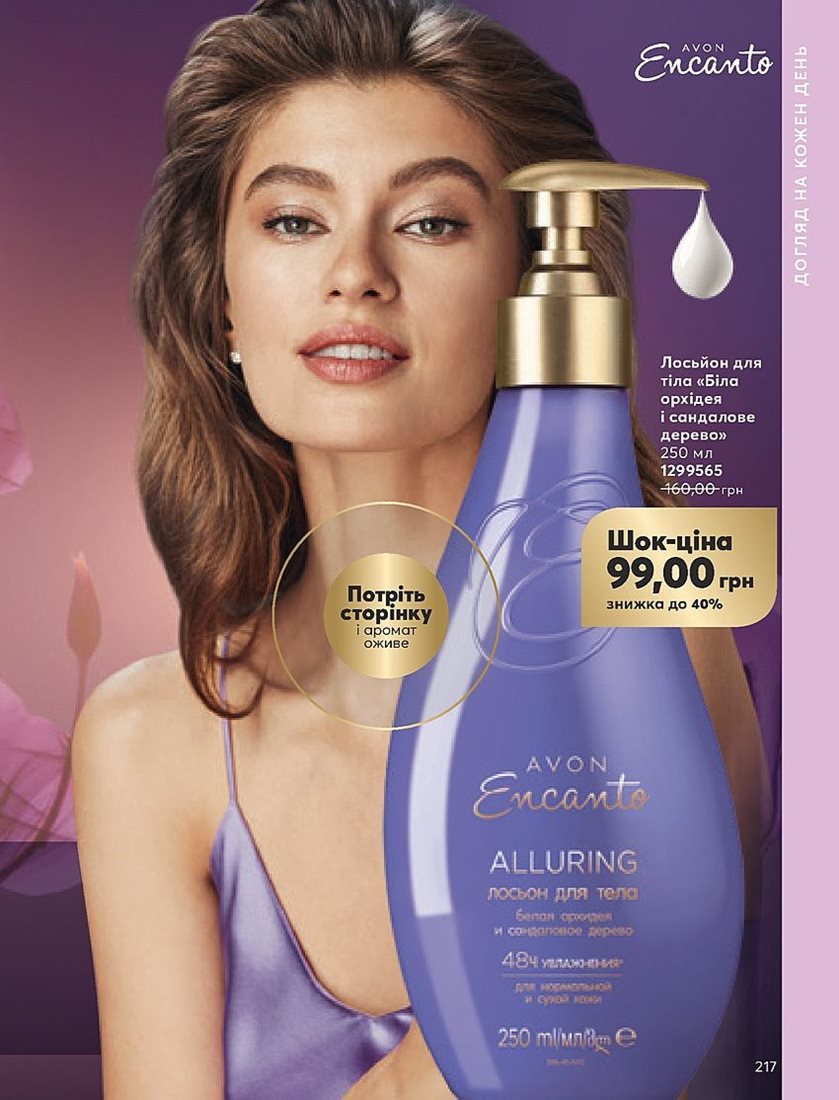 AVON
Encanto
ДОГЛЯД НА КОЖЕН ДЕНЬ
Лосьйон для
тіла «Біла
орхідея
і сандалове
дерево»
250 мл
1299565
160,00 грн
Шок-ціна
99,00 грн
знижка до 40%
Потріть
сторінку
і аромат
оживе
AVON
Encanto
ALLURING
лосьон для тела
белая орхидея
и сандаловое дерево
48ч увлажнения*
для нормальной
и сухой кожи
250 ml/мл/
217